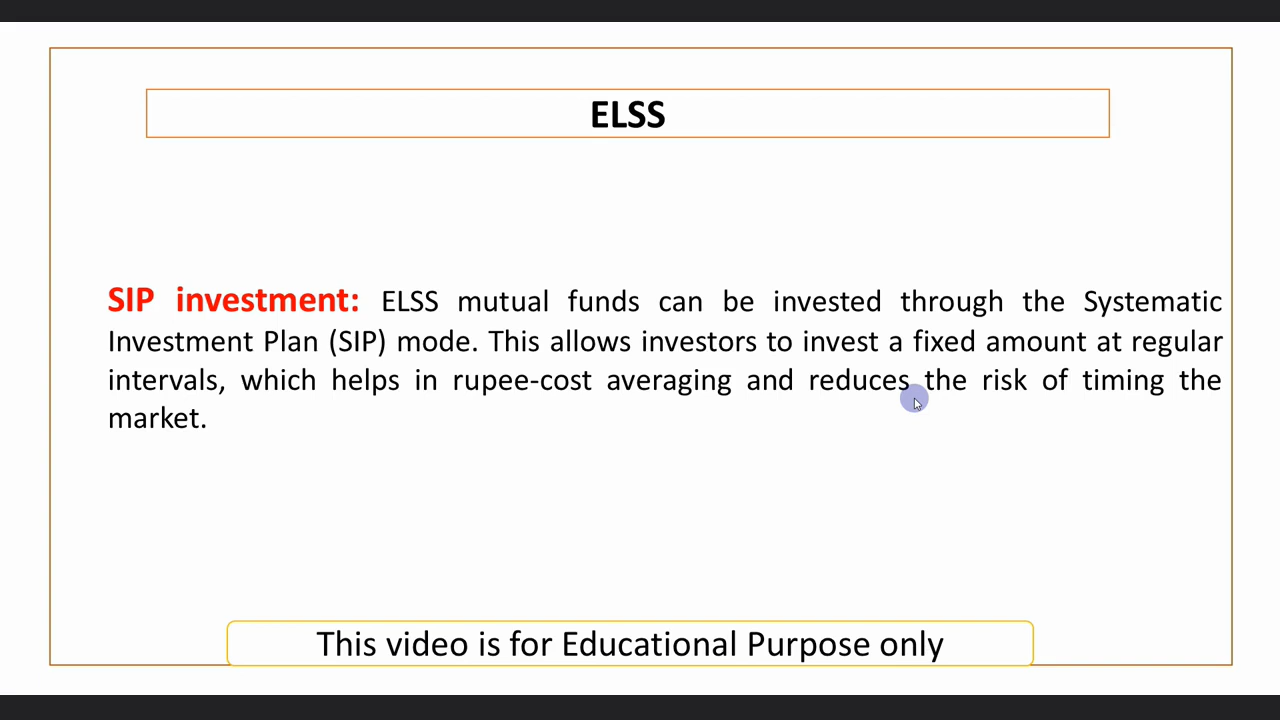 ELSS
SIP investment: ELSS mutual funds can be invested through the Systematic
Investment Plan (SIP) mode. This allows investors to invest a fixed amount at regular
intervals, which helps in rupee-cost averaging and reduces the risk of timing the
market.
This video is for Educational Purpose only